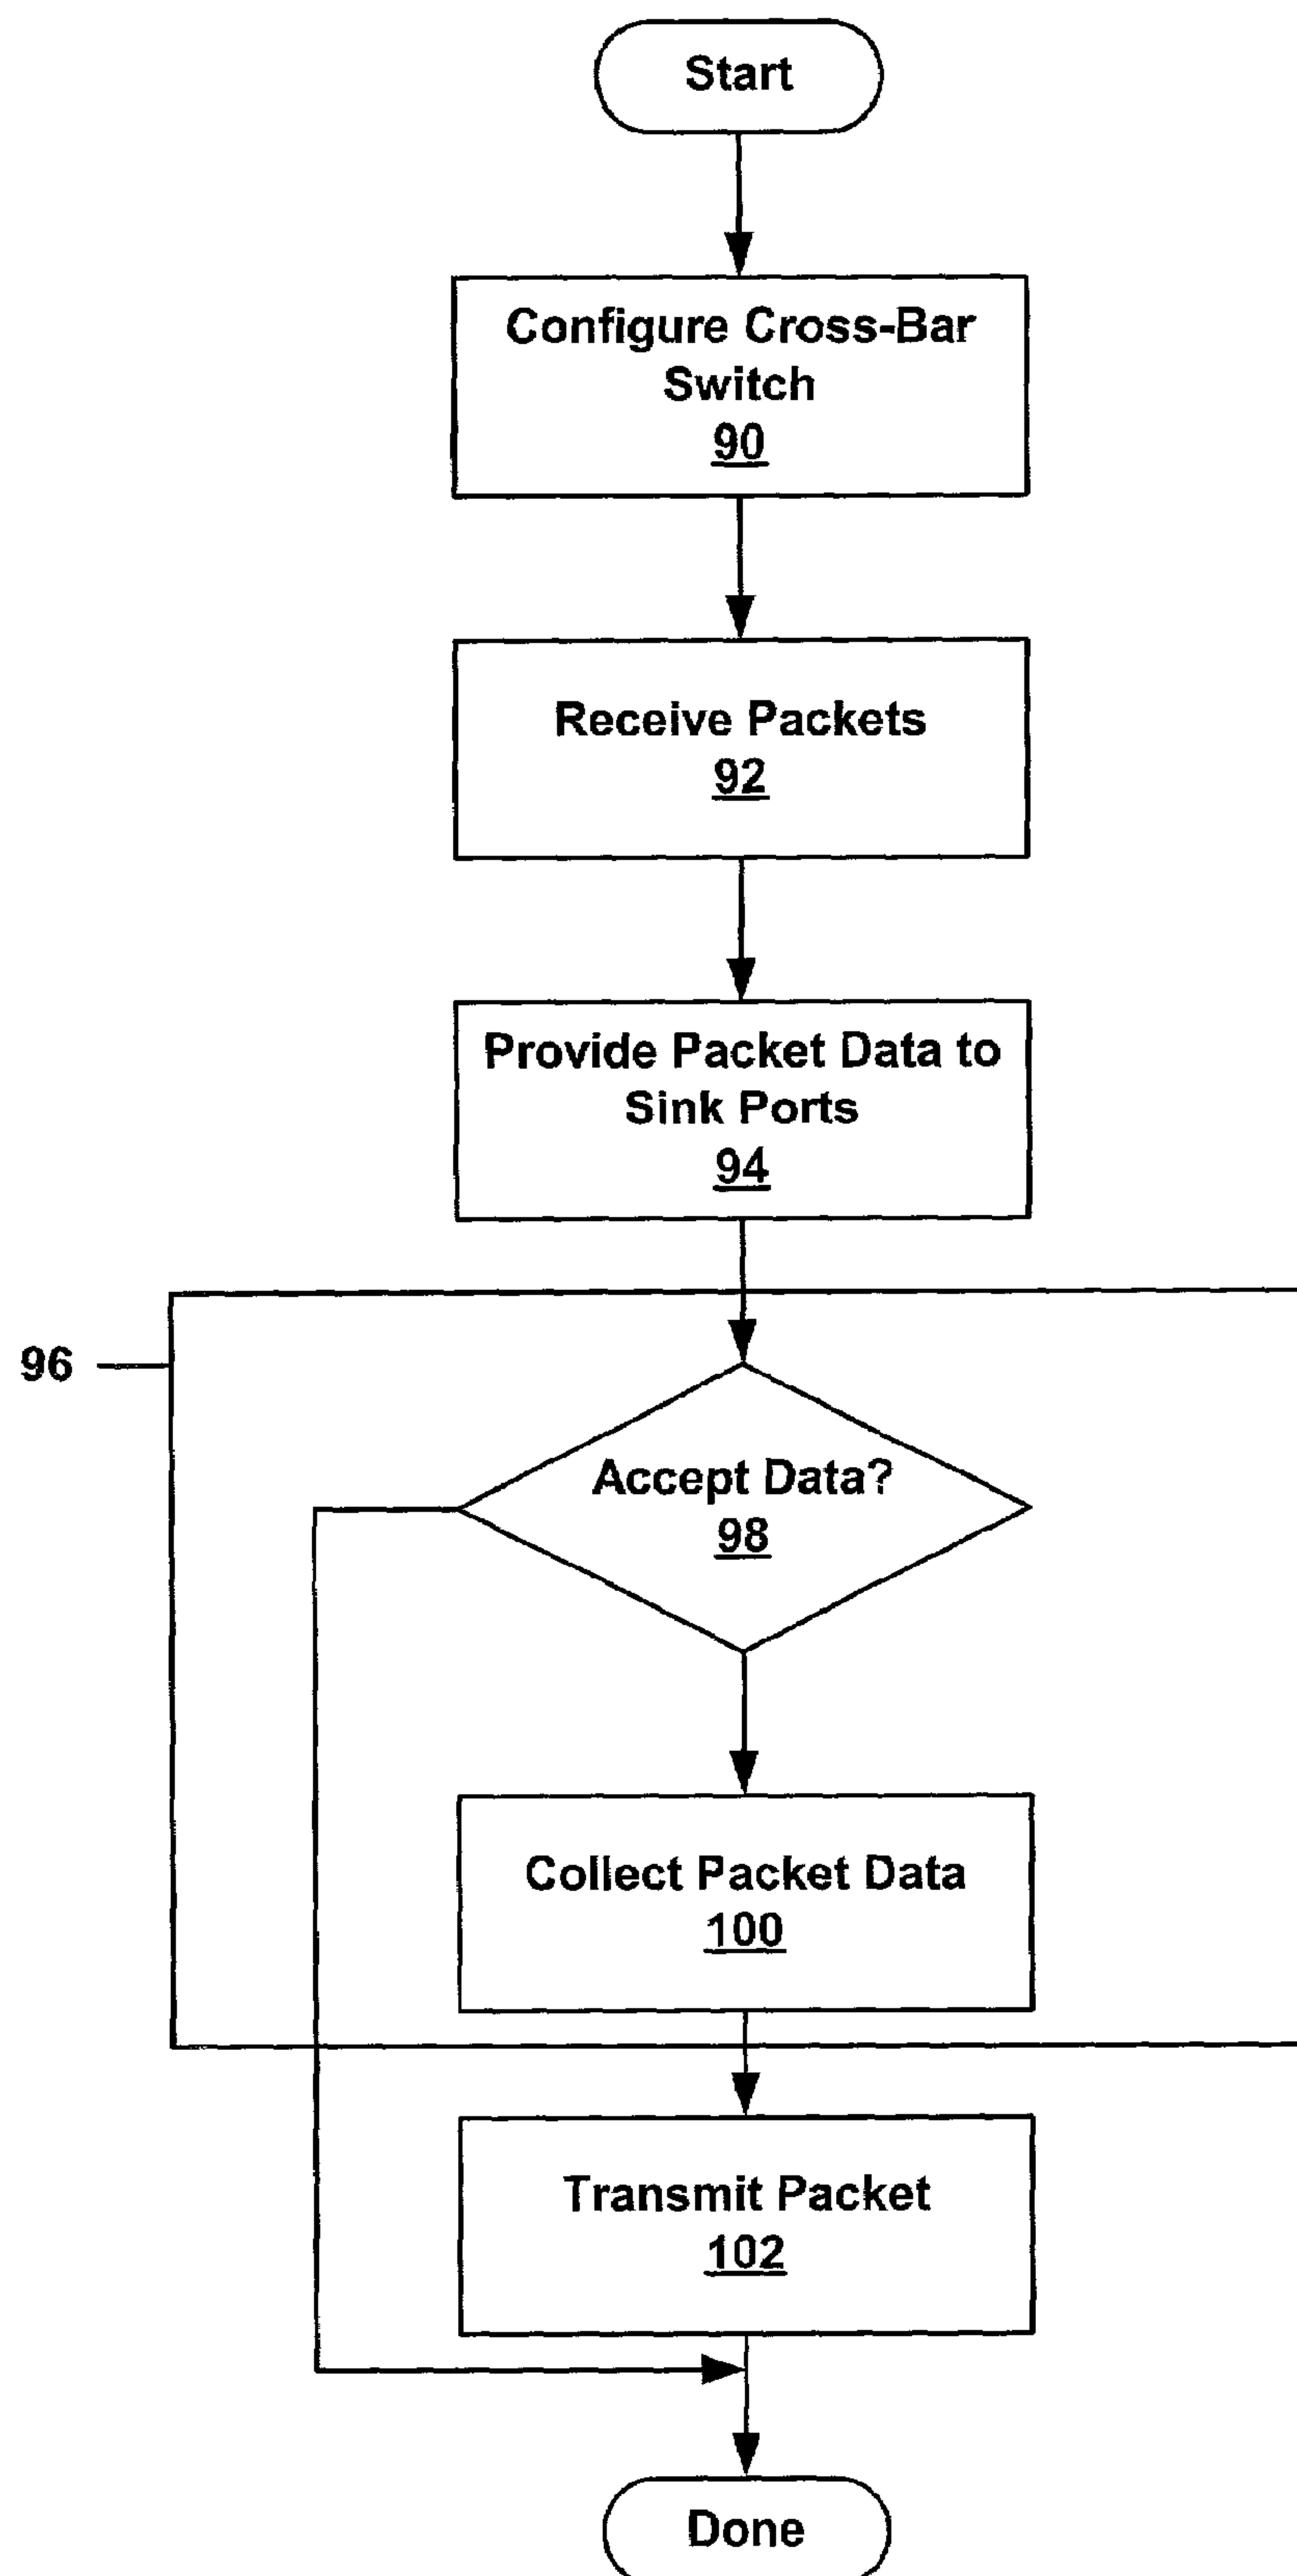 Start
Configure Cross-Bar
Switch
90
Receive Packets
92
Provide Packet Data to
Sink Ports
94
96
Accept Data?
98
Collect Packet Data
100
Transmit Packet
102
Done